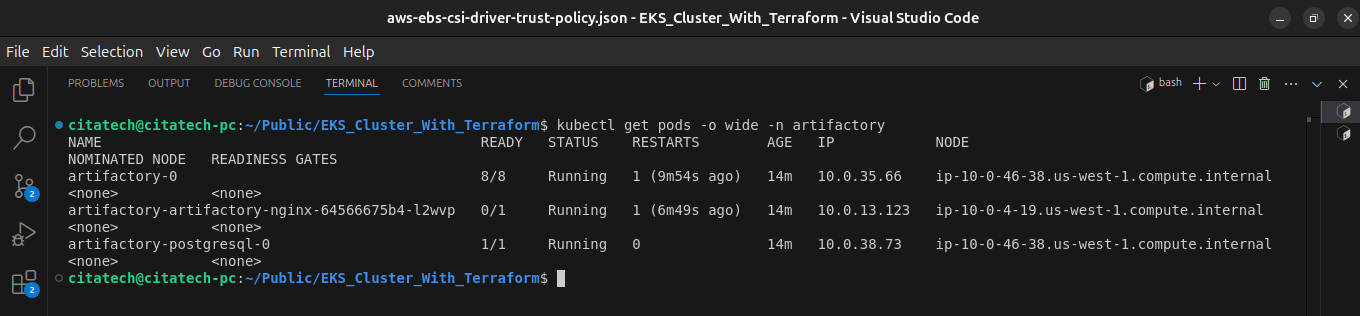 aws-ebs-csi-driver-trust-policy.json - EKS_Cluster_With_Terraform - Visual Studio Code
File Edit Selection View Go Run Terminal Help
PROBLEMS OUTPUT DEBUG CONSOLE TERMINAL COMMENTS bash
citatech@citatech-pc:~/Public/EKS_Cluster_With_Terraform$ kubectl get pods -o wide -n artifactory
NAME READY STATUS RESTARTS AGE IP NODE
NOMINATED NODE READINESS GATES
artifactory-0 8/8 Running 1 (9m54s ago) 14m 10.0.35.66 ip-10-0-46-38.us-west-1.compute.internal
<none> <none>
artifactory-artifactory-nginx-64566675b4-l2wvp 0/1 Running 1 (6m49s ago) 14m 10.0.13.123 ip-10-0-4-19.us-west-1.compute.internal
<none> <none>
artifactory-postgresql-0 1/1 Running 0 14m 10.0.38.73 ip-10-0-46-38.us-west-1.compute.internal
<none> <none>
citatech@citatech-pc:~/Public/EKS_Cluster_With_Terraform$
2
2